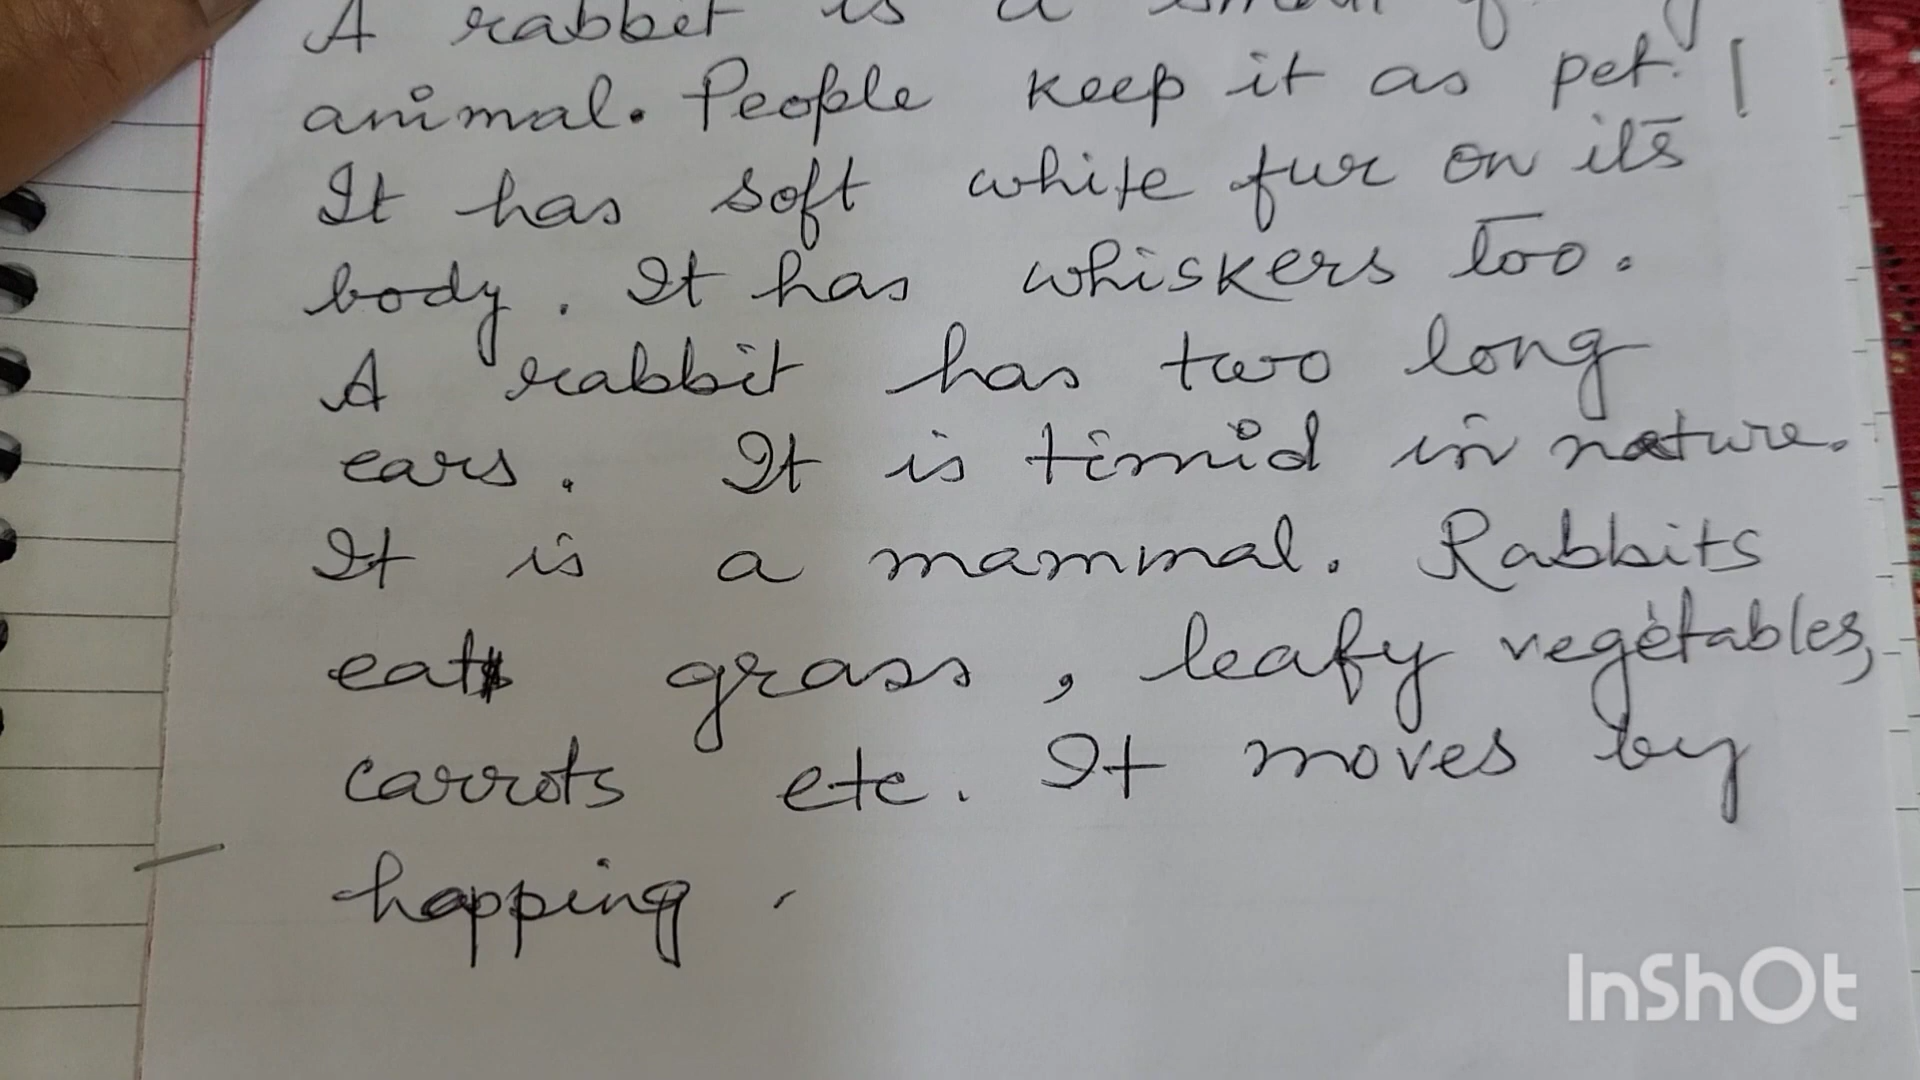 A rabbit is a small
animal. People keep it as pet.
It has soft white fur on its
body. It has whiskers too.
A rabbit has two long
ears. It is timid in nature.
It is a mammal. Rabbits
eat grass, leafy vegetables,
carrots etc. It moves by
hopping.
InShOt